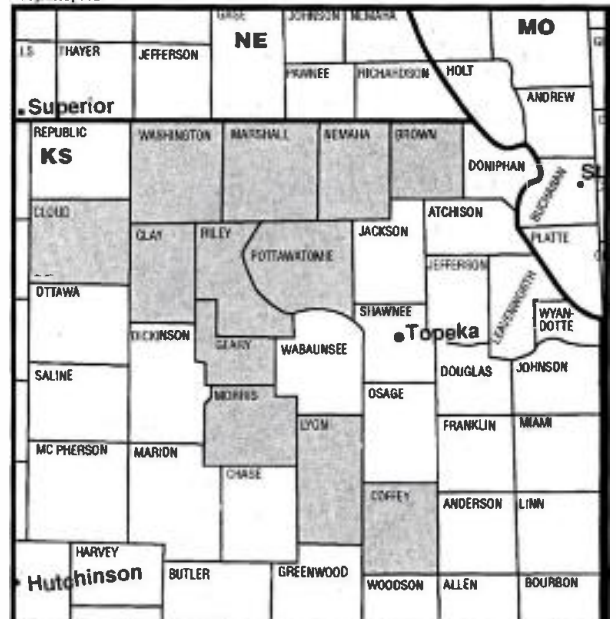 GAGE JOHNSON NEMAHA
NE
MO
THAYER JEFFERSON
PAWNEE RICHARDSON HOLT
ANDREW
Superior
REPUBLIC WASHINGTON MARSHALL NEMAHA BROWN
KS
DONIPHAN
BUCHANAN
CLOUD
ATCHISON
CLAY RILEY
JACKSON
PLATTE
POTTAWATOMIE
JEFFERSON
LEAVENWORTH
OTTAWA
SHAWNEE
WYAN-
DOTTE
DICKINSON
Topeka
GEARY WABAUNSEE
SALINE
DOUGLAS JOHNSON
MORRIS
OSAGE
LYON
FRANKLIN MIAMI
MC PHERSON MARION
CHASE
COFFEY
ANDERSON LINN
HARVEY
Hutchinson
BUTLER GREENWOOD
WOODSON ALLEN BOURBON